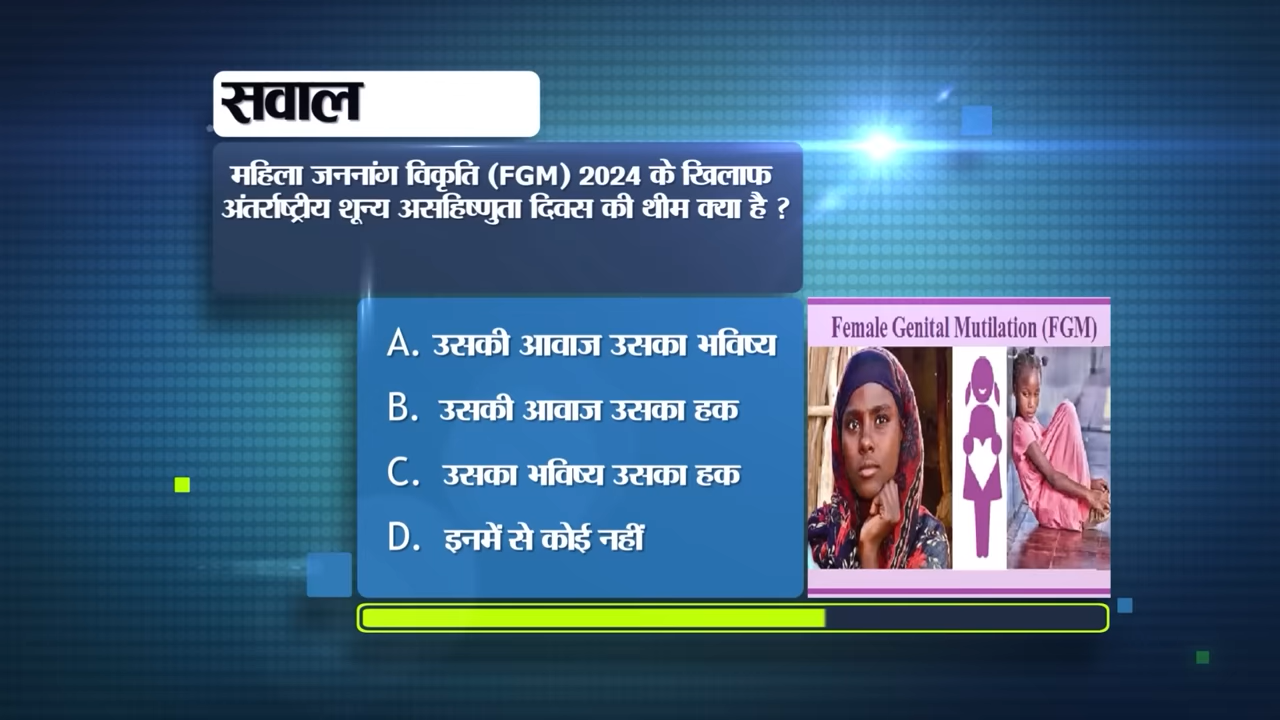 सवाल
महिला जननांग विकृति (FGM) 2024 के खिलाफ
अंतर्राष्ट्रीय शून्य असहिष्णुता दिवस की थीम क्या है ?
A. उसकी आवाज उसका भविष्य
B. उसकी आवाज उसका हक
C. उसका भविष्य उसका हक
D. इनमें से कोई नहीं
Female Genital Mutilation (FGM)